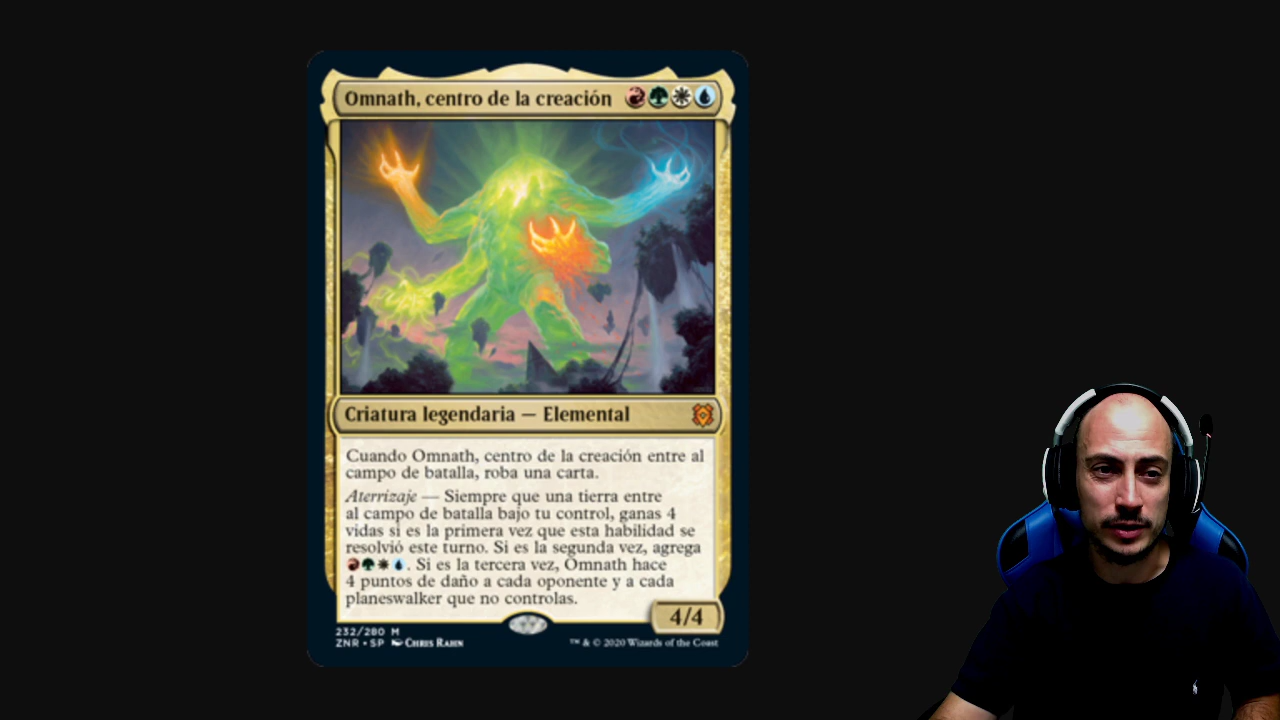 Omnath, centro de la creación
Criatura legendaria — Elemental
Cuando Omnath, centro de la creación entre al
campo de batalla, roba una carta.
Aterrizaje — Siempre que una tierra entre
al campo de batalla bajo tu control, ganas 4
vidas si es la primera vez que esta habilidad se
resolvió este turno. Si es la segunda vez, agrega
. Si es la tercera vez, Omnath hace
4 puntos de daño a cada oponente y a cada
planeswalker que no controlas.
4/4
232/280 M
ZNR • SP Chris Rahn
™ & © 2020 Wizards of the Coast